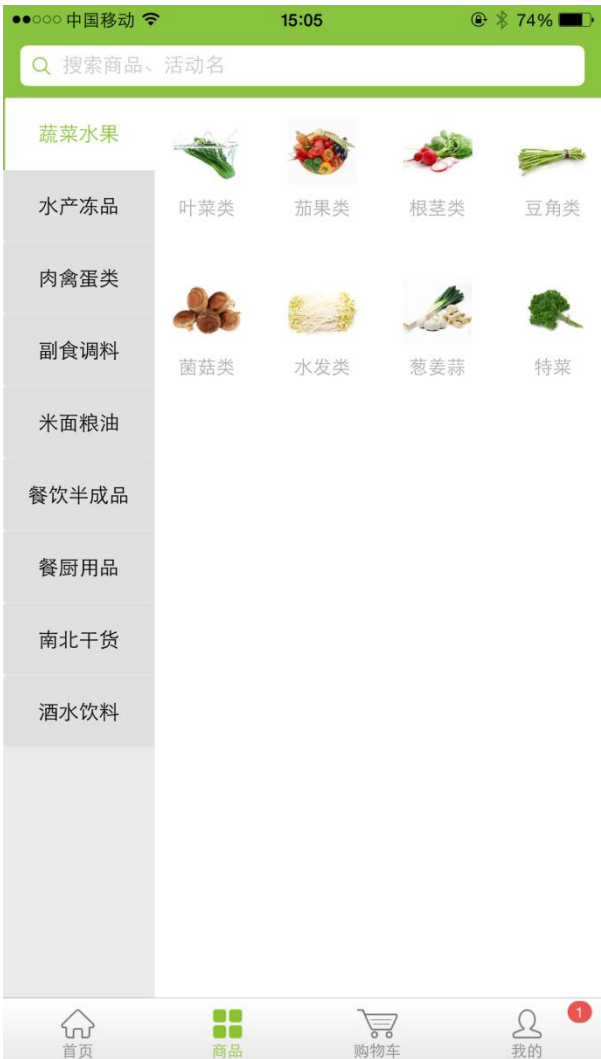 中国移动 15:05 74%
搜索商品、活动名
蔬菜水果
水产冻品
肉禽蛋类
副食调料
米面粮油
餐饮半成品
餐厨用品
南北干货
酒水饮料
叶菜类 茄果类 根茎类 豆角类
菌菇类 水发类 葱姜蒜 特菜
首页 商品 购物车 我的 1